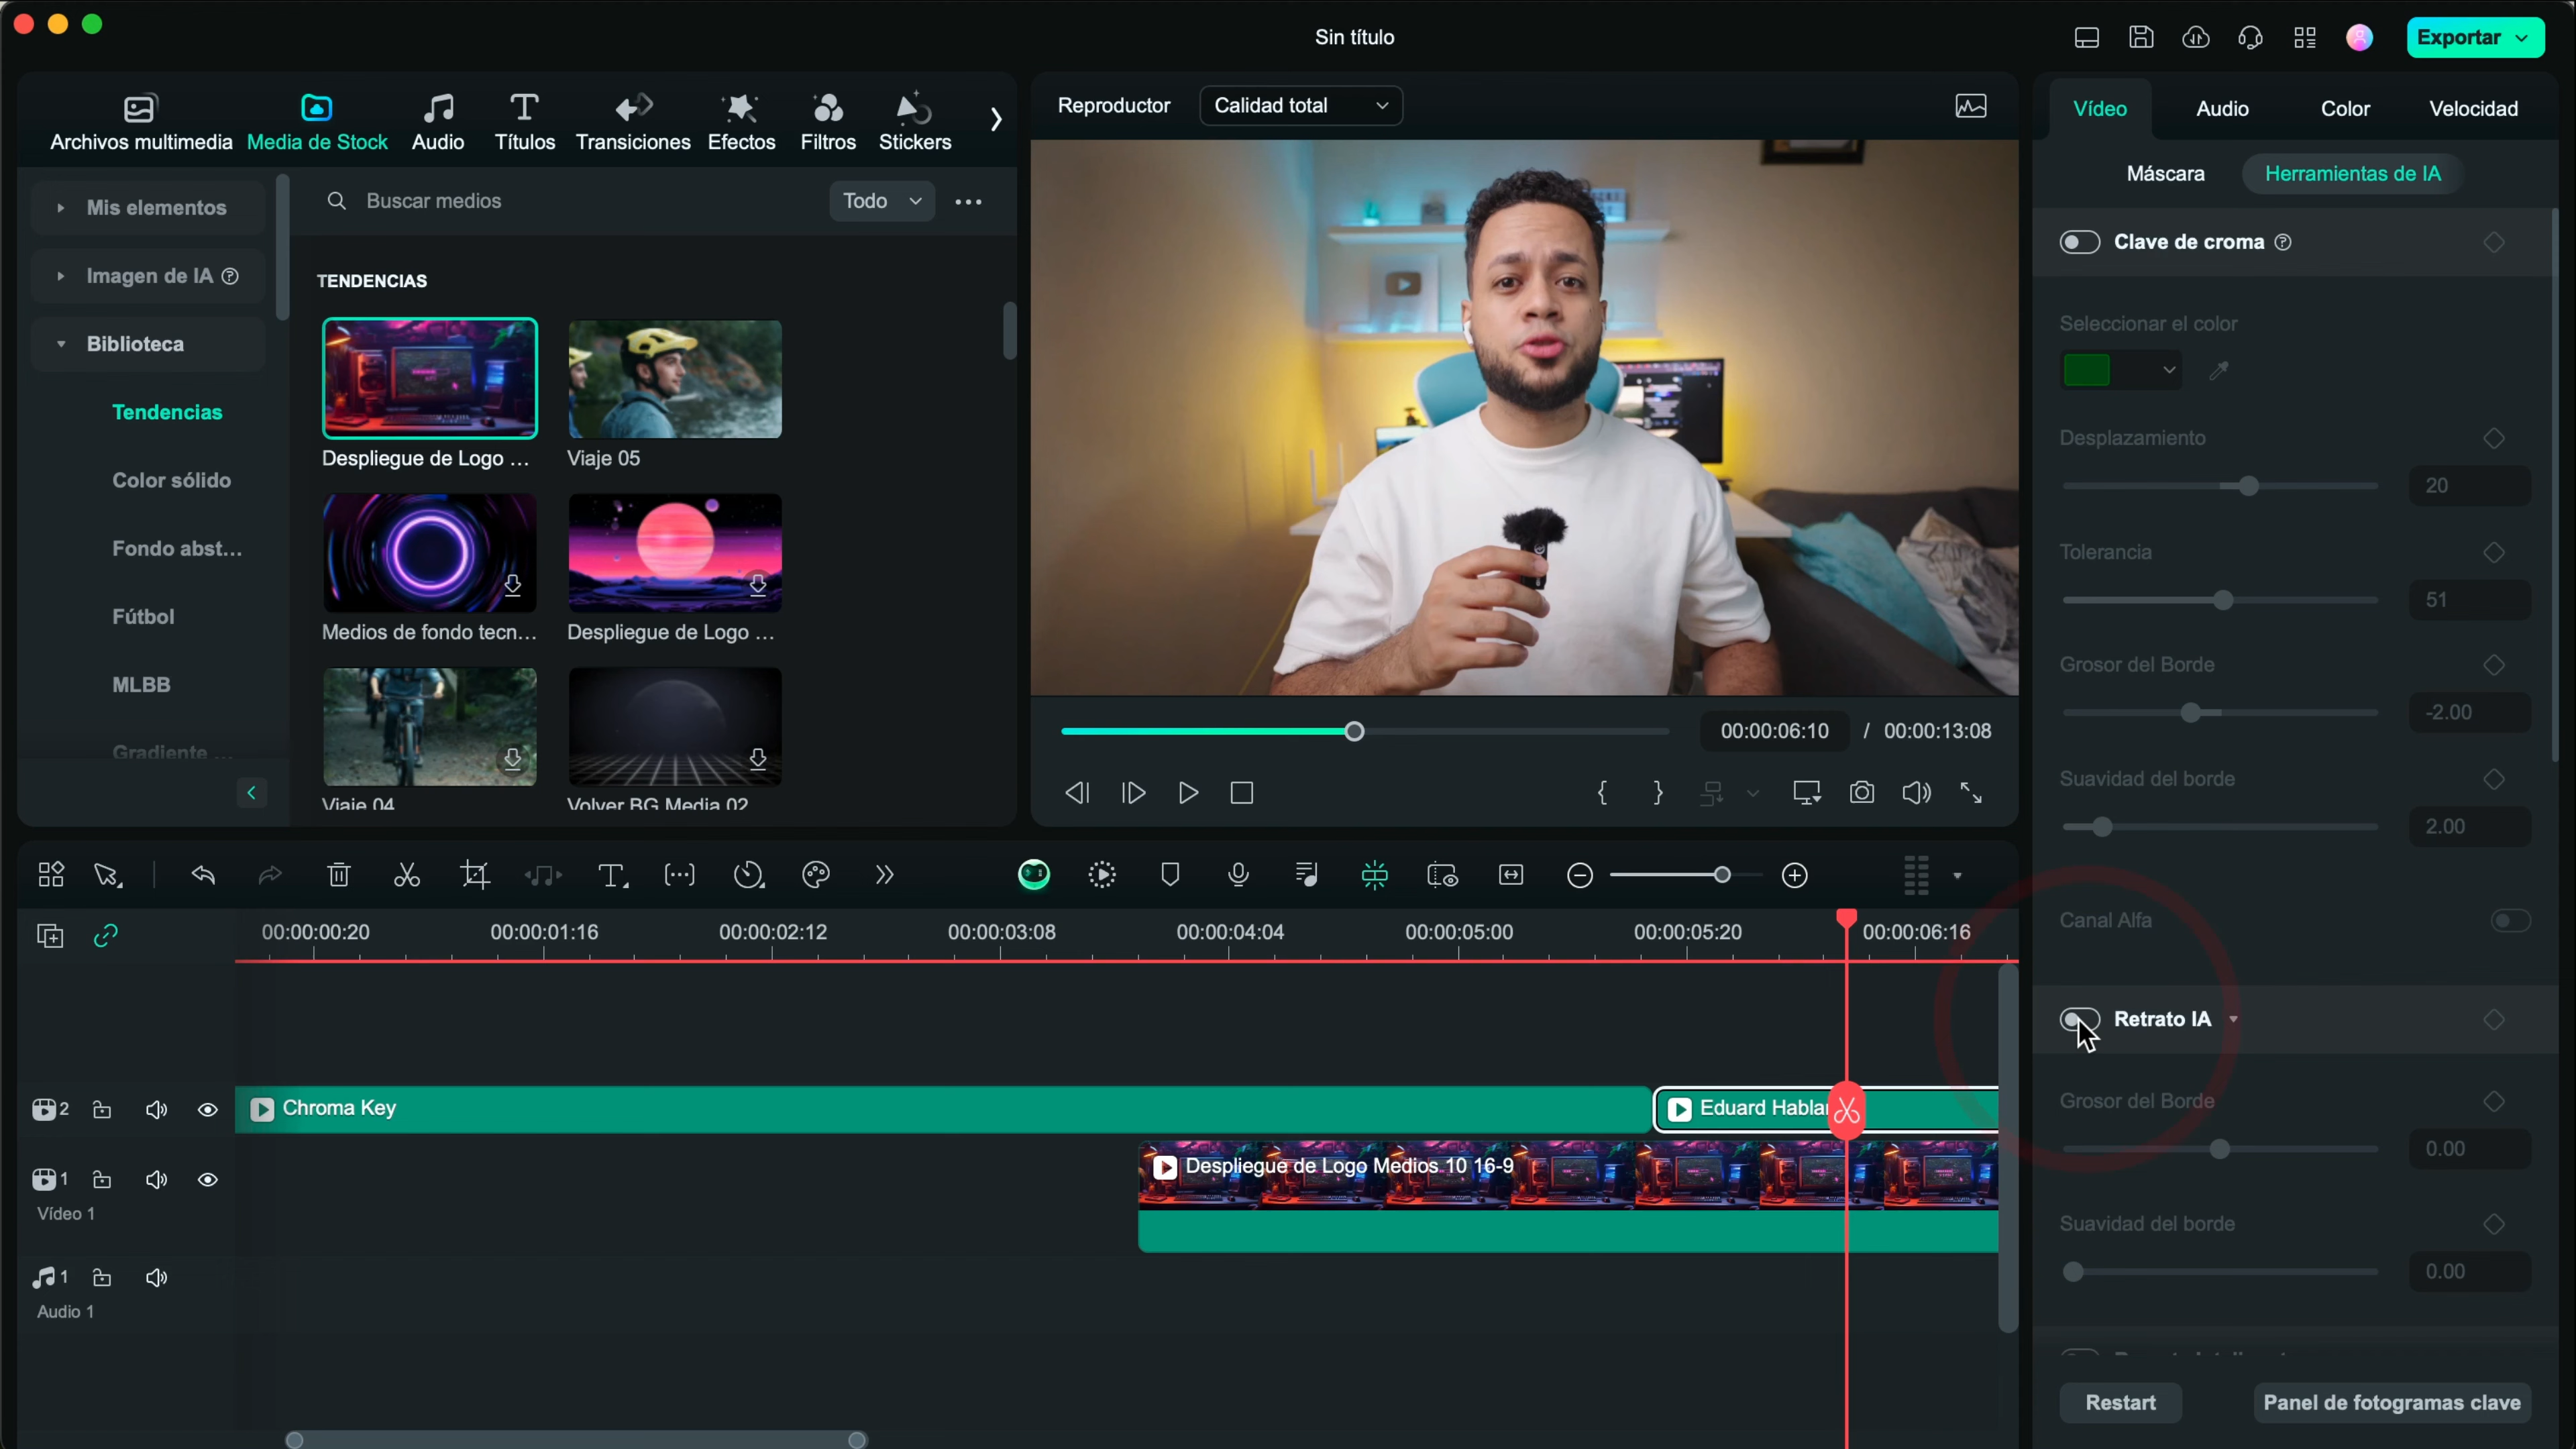 Sin título
Exportar
Archivos multimedia
Media de Stock
Audio
Títulos
Transiciones
Efectos
Filtros
Stickers
Mis elementos
Imagen de IA
Biblioteca
Tendencias
Color sólido
Fondo abst...
Fútbol
MLBB
Gradiente ...
Buscar medios
Todo
TENDENCIAS
Despliegue de Logo ...
Viaje 05
Medios de fondo tecn...
Despliegue de Logo ...
Viaje 04
Volver BG Media 02
Reproductor
Calidad total
00:00:06:10 / 00:00:13:08
Vídeo
Audio
Color
Velocidad
Máscara
Herramientas de IA
Clave de croma
Seleccionar el color
Desplazamiento
20
Tolerancia
51
Grosor del Borde
-2.00
Suavidad del borde
2.00
Canal Alfa
Retrato IA
Grosor del Borde
0.00
Suavidad del borde
0.00
Restart
Panel de fotogramas clave
00:00:00:20
00:00:01:16
00:00:02:12
00:00:03:08
00:00:04:04
00:00:05:00
00:00:05:20
00:00:06:16
2
Chroma Key
Eduard Hablar
1
Vídeo 1
Despliegue de Logo Medios 10 16-9
1
Audio 1